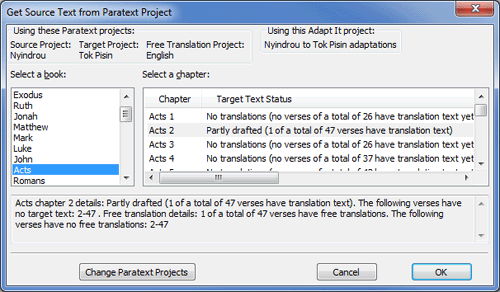 Get Source Text from Paratext Project
Using these Paratext projects:
Source Project: Target Project: Free Translation Project:
Nyindrou Tok Pisin English
Using this Adapt It project:
Nyindrou to Tok Pisin adaptations
Select a book:
Exodus
Ruth
Jonah
Matthew
Mark
Luke
John
Acts
Romans
Select a chapter:
Chapter Target Text Status
Acts 1 No translations (no verses of a total of 26 have translation text yet
Acts 2 Partly drafted (1 of a total of 47 verses have translation text)
Acts 3 No translations (no verses of a total of 26 have translation text yet
Acts 4 No translations (no verses of a total of 37 have translation text yet
Acts chapter 2 details: Partly drafted (1 of a total of 47 verses have translation text). The following verses
have no target text: 2-47 . Free translation details: 1 of a total of 47 verses have free translations. The following
verses have no free translations: 2-47
Change Paratext Projects Cancel OK